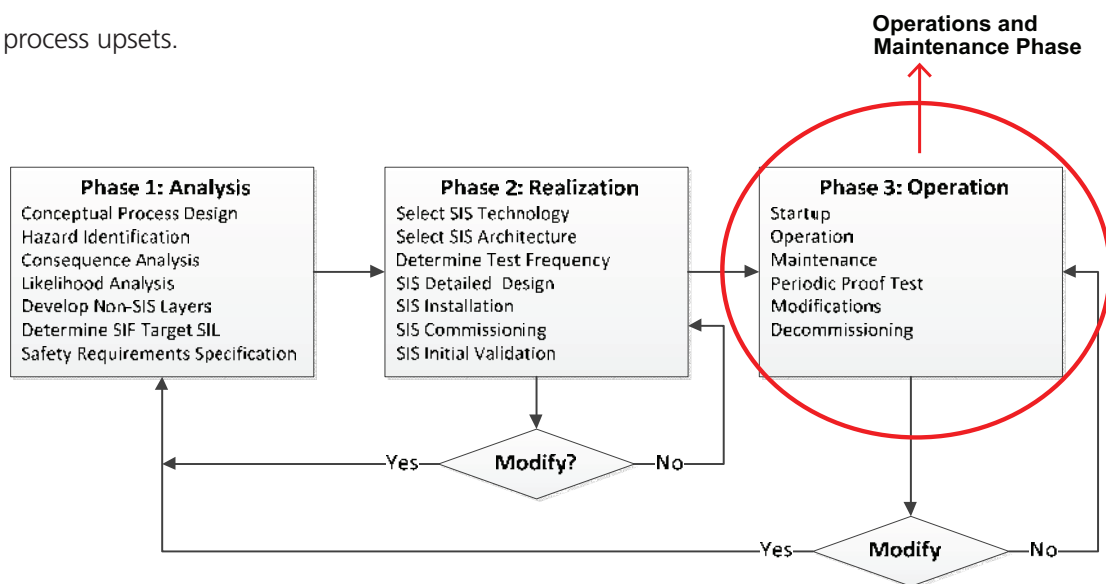 process upsets.
Operations and
Maintenance Phase
Phase 1: Analysis
Conceptual Process Design
Hazard Identification
Consequence Analysis
Likelihood Analysis
Develop Non-SIS Layers
Determine SIF Target SIL
Safety Requirements Specification
Phase 2: Realization
Select SIS Technology
Select SIS Architecture
Determine Test Frequency
SIS Detailed Design
SIS Installation
SIS Commissioning
SIS Initial Validation
Phase 3: Operation
Startup
Operation
Maintenance
Periodic Proof Test
Modifications
Decommissioning
Yes
Modify?
No
Yes
Modify
No